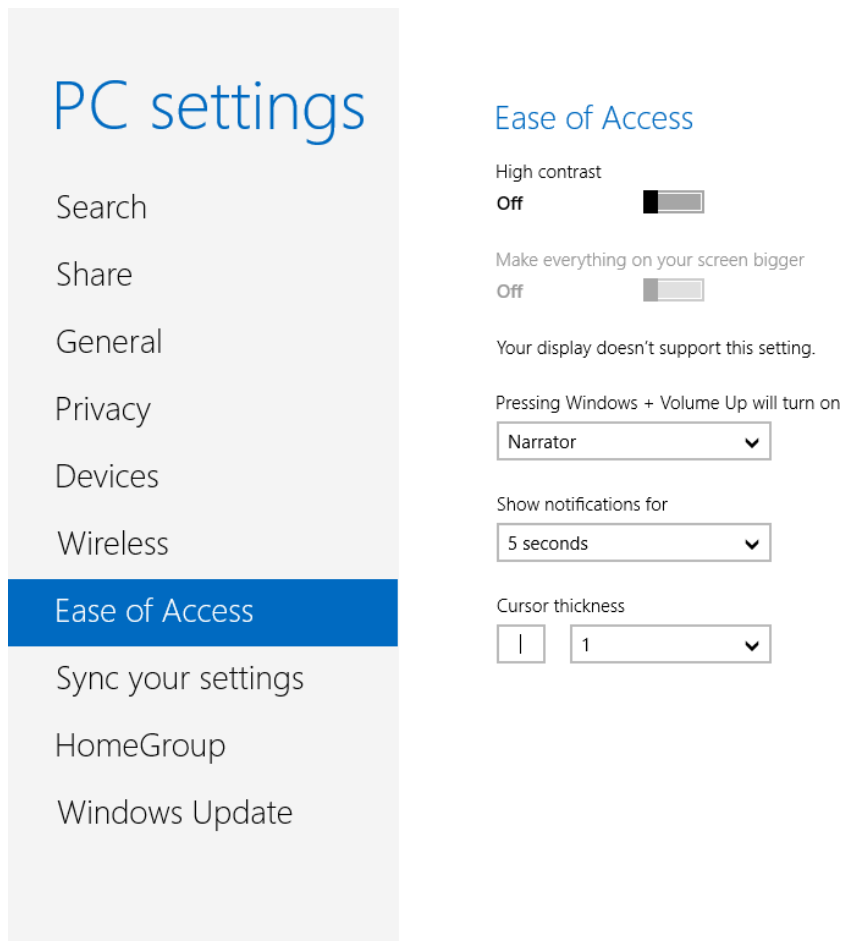 PC settings
Search
Share
General
Privacy
Devices
Wireless
Ease of Access
Sync your settings
HomeGroup
Windows Update
Ease of Access
High contrast
Off
Make everything on your screen bigger
Off
Your display doesn't support this setting.
Pressing Windows + Volume Up will turn on
Narrator
Show notifications for
5 seconds
Cursor thickness
1